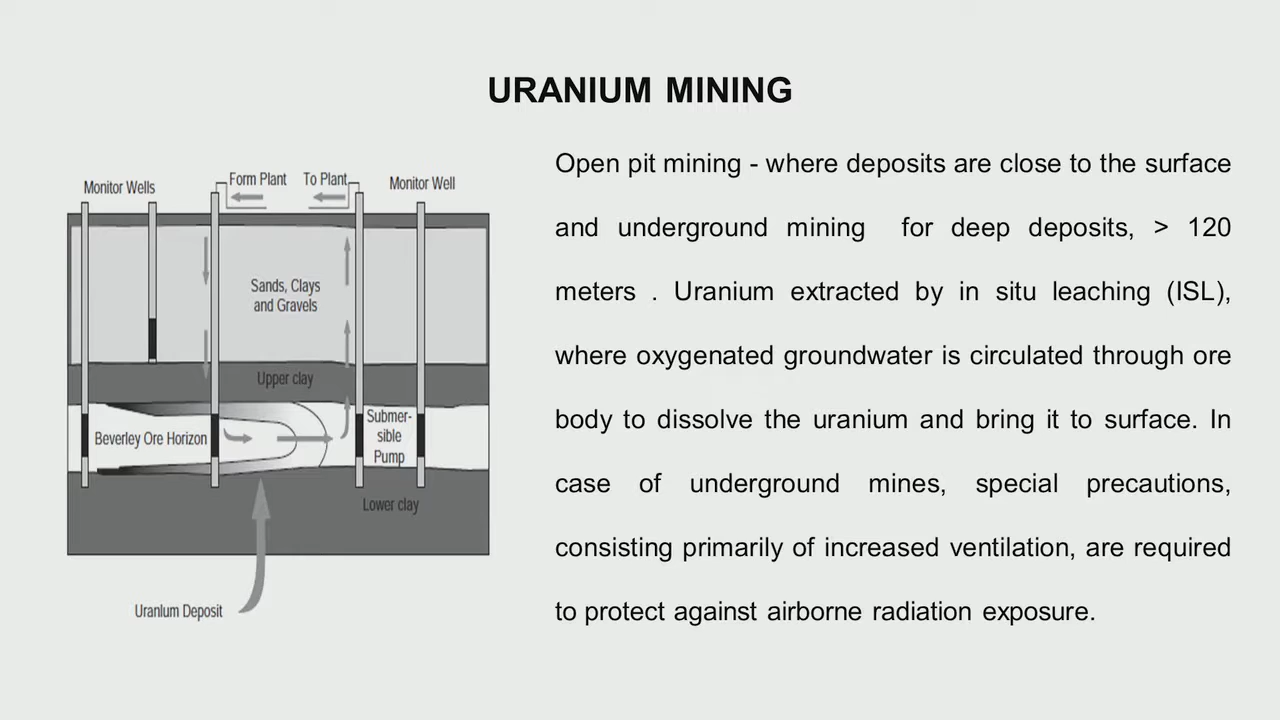 URANIUM MINING
Monitor Wells
Form Plant
To Plant
Monitor Well
Sands, Clays
and Gravels
Upper clay
Beverley Ore Horizon
Submer-
sible
Pump
Lower clay
Uranlum Deposit
Open pit mining - where deposits are close to the surface
and underground mining for deep deposits, > 120
meters . Uranium extracted by in situ leaching (ISL),
where oxygenated groundwater is circulated through ore
body to dissolve the uranium and bring it to surface. In
case of underground mines, special precautions,
consisting primarily of increased ventilation, are required
to protect against airborne radiation exposure.